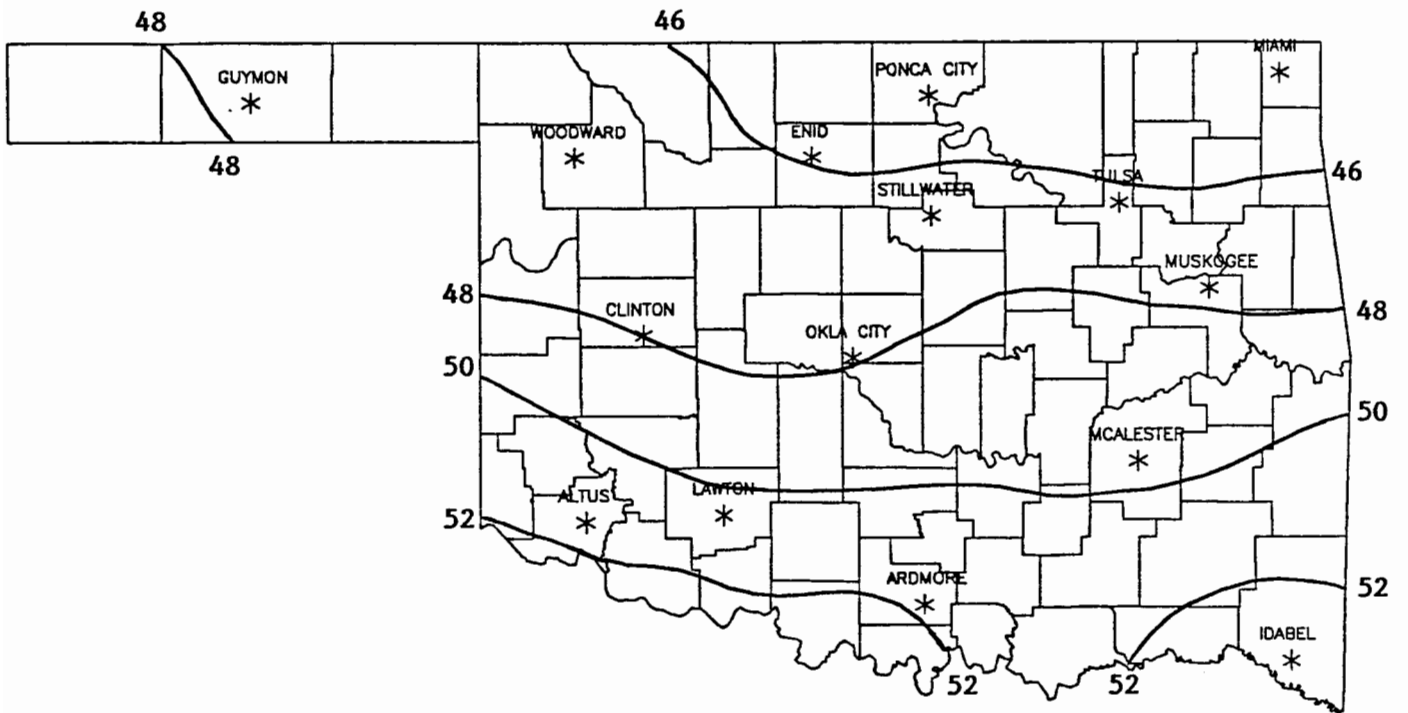 48
46
MIAMI
GUYMON
PONCA CITY
WOODWARD
ENID
48
46
TULSA
STILLWATER
MUSKOGEE
48
CLINTON
OKLA CITY
48
50
50
MCALESTER
ALTUS
LAWTON
52
ARDMORE
52
IDABEL
52
52